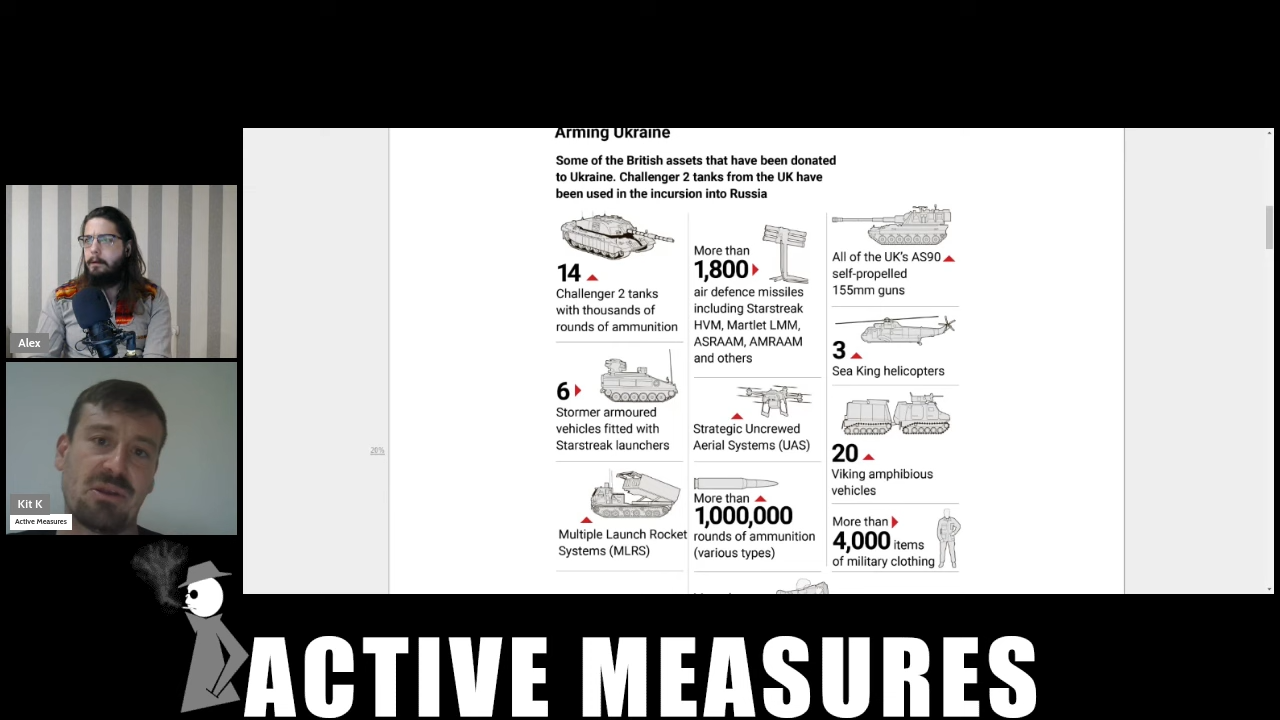 Arming Ukraine
Some of the British assets that have been donated
to Ukraine. Challenger 2 tanks from the UK have
been used in the incursion into Russia
14
Challenger 2 tanks
with thousands of
rounds of ammunition
6
Stormer armoured
vehicles fitted with
Starstreak launchers
Multiple Launch Rocket
Systems (MLRS)
More than
1,800
air defence missiles
including Starstreak
HVM, Martlet LMM,
ASRAAM, AMRAAM
and others
Strategic Uncrewed
Aerial Systems (UAS)
More than
1,000,000
rounds of ammunition
(various types)
All of the UK's AS90
self-propelled
155mm guns
3
Sea King helicopters
20
Viking amphibious
vehicles
More than
4,000 items
of military clothing
20%
Alex
Kit K
Active Measures
ACTIVE MEASURES